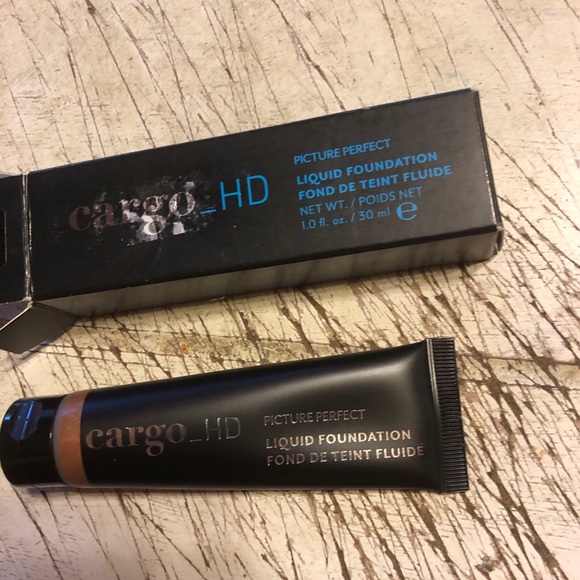 cargo_HD
PICTURE PERFECT
LIQUID FOUNDATION
FOND DE TEINT FLUIDE
NET WT. / POIDS NET
1.0 fl. oz. / 30 ml ℮
cargo_HD
PICTURE PERFECT
LIQUID FOUNDATION
FOND DE TEINT FLUIDE